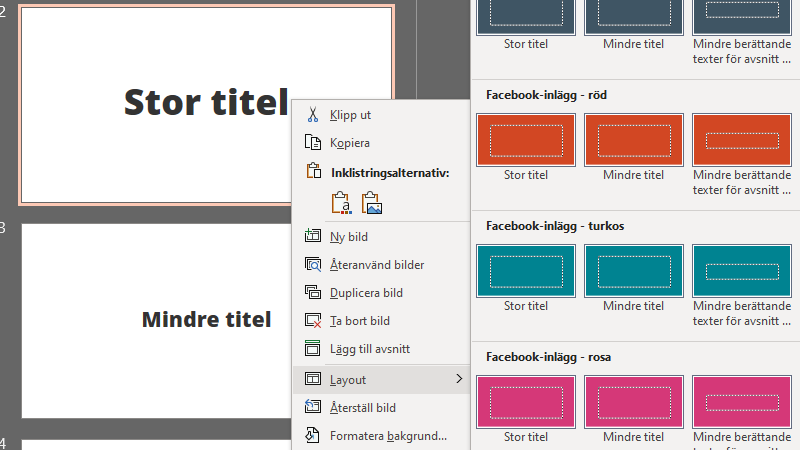 2
Stor titel
3
Mindre titel
4
Klipp ut
Kopiera
Inklistringsalternativ:
Ny bild
Återanvänd bilder
Duplicera bild
Ta bort bild
Lägg till avsnitt
Layout
Återställ bild
Formatera bakgrund...
Stor titel
Mindre titel
Mindre berättande
texter för avsnitt ...
Facebook-inlägg - röd
Stor titel
Mindre titel
Mindre berättande
texter för avsnitt ...
Facebook-inlägg - turkos
Stor titel
Mindre titel
Mindre berättande
texter för avsnitt ...
Facebook-inlägg - rosa
Stor titel
Mindre titel
Mindre berättande
texter för avsnitt ...